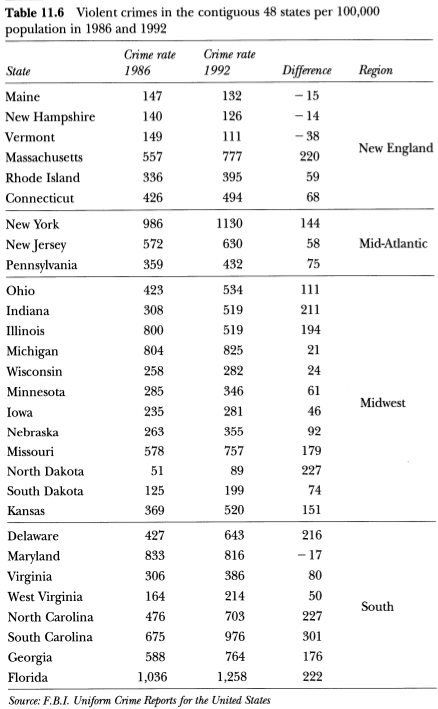 Table 11.6 Violent crimes in the contiguous 48 states per 100,000
population in 1986 and 1992
Crime rate Crime rate
State 1986 1992 Difference Region
Maine 147 132 − 15
New Hampshire 140 126 − 14
Vermont 149 111 − 38
New England
Massachusetts 557 777 220
Rhode Island 336 395 59
Connecticut 426 494 68
New York 986 1130 144
New Jersey 572 630 58 Mid-Atlantic
Pennsylvania 359 432 75
Ohio 423 534 111
Indiana 308 519 211
Illinois 800 519 194
Michigan 804 825 21
Wisconsin 258 282 24
Minnesota 285 346 61
Midwest
Iowa 235 281 46
Nebraska 263 355 92
Missouri 578 757 179
North Dakota 51 89 227
South Dakota 125 199 74
Kansas 369 520 151
Delaware 427 643 216
Maryland 833 816 − 17
Virginia 306 386 80
West Virginia 164 214 50
South
North Carolina 476 703 227
South Carolina 675 976 301
Georgia 588 764 176
Florida 1,036 1,258 222
Source: F.B.I. Uniform Crime Reports for the United States